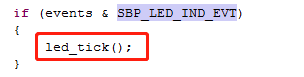 if (events & SBP_LED_IND_EVT)
{
led_tick();
}